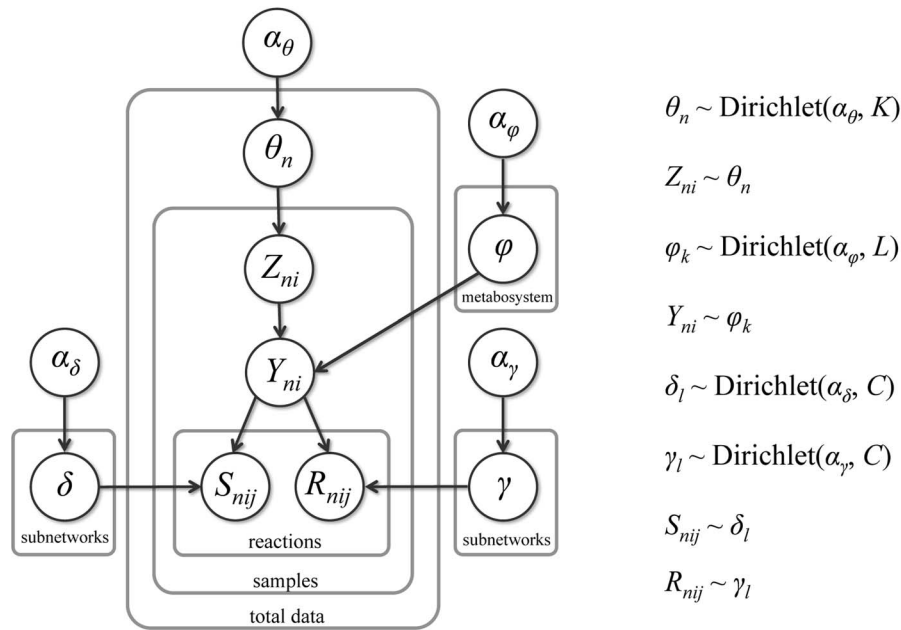 α_θ
θ_n
Z_ni
Y_ni
S_nij
R_nij
reactions
samples
total data
α_φ
φ
metabosystem
α_δ
δ
subnetworks
α_γ
γ
subnetworks
θ_n ~ Dirichlet(α_θ, K)
Z_ni ~ θ_n
φ_k ~ Dirichlet(α_φ, L)
Y_ni ~ φ_k
δ_l ~ Dirichlet(α_δ, C)
γ_l ~ Dirichlet(α_γ, C)
S_nij ~ δ_l
R_nij ~ γ_l